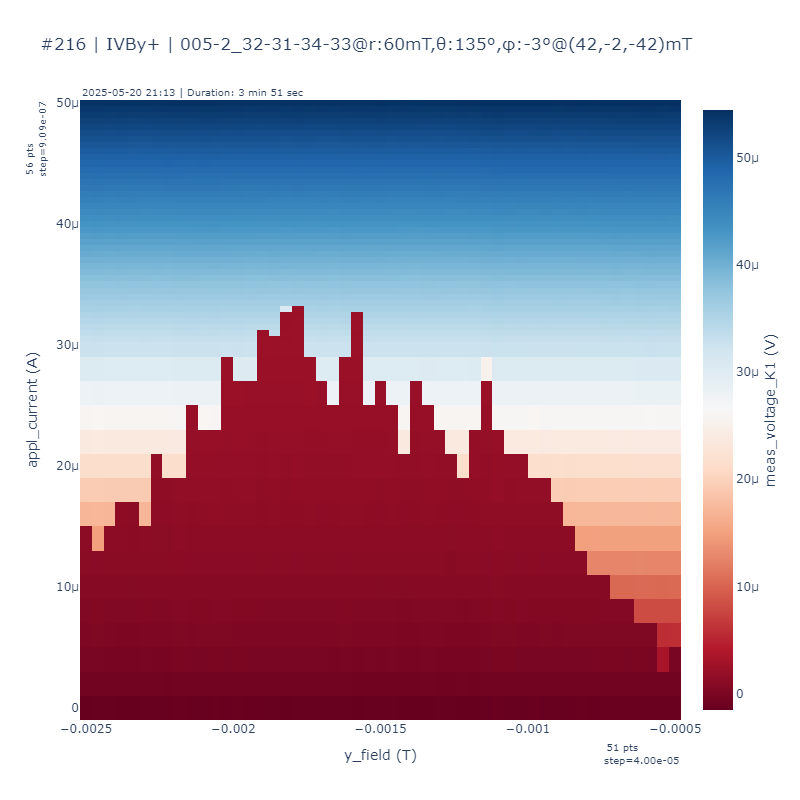 #216 | IVBy+ | 005-2_32-31-34-33@r:60mT,θ:135°,φ:-3°@(42,-2,-42)mT
2025-05-20 21:13 | Duration: 3 min 51 sec
56 pts
step=9.09e-07
50μ
40μ
30μ
20μ
10μ
0
appl_current (A)
−0.0025
−0.002
−0.0015
−0.001
−0.0005
y_field (T)
51 pts
step=4.00e-05
50μ
40μ
30μ
20μ
10μ
0
meas_voltage_K1 (V)